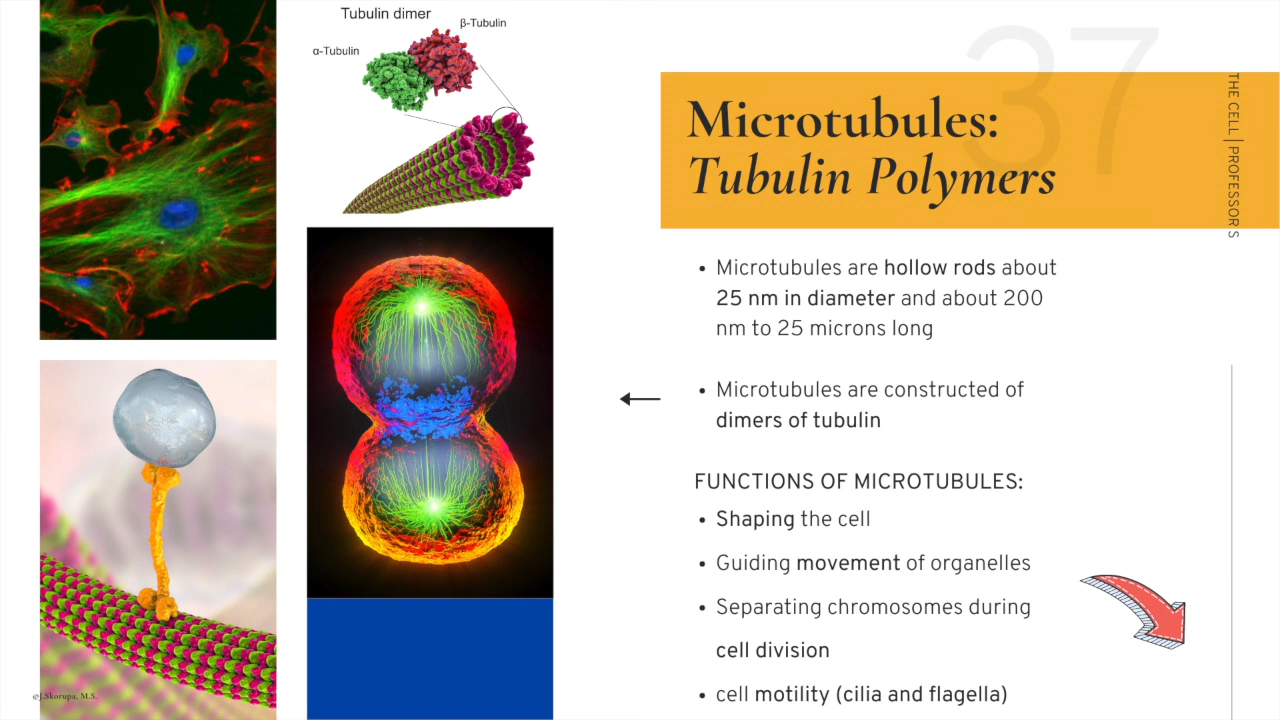 Tubulin dimer
β-Tubulin
α-Tubulin
37
THE CELL | PROFESSOR S
Microtubules:
Tubulin Polymers
• Microtubules are hollow rods about
25 nm in diameter and about 200
nm to 25 microns long
• Microtubules are constructed of
dimers of tubulin
FUNCTIONS OF MICROTUBULES:
• Shaping the cell
• Guiding movement of organelles
• Separating chromosomes during
cell division
• cell motility (cilia and flagella)
©J.Skorupa, M.S.